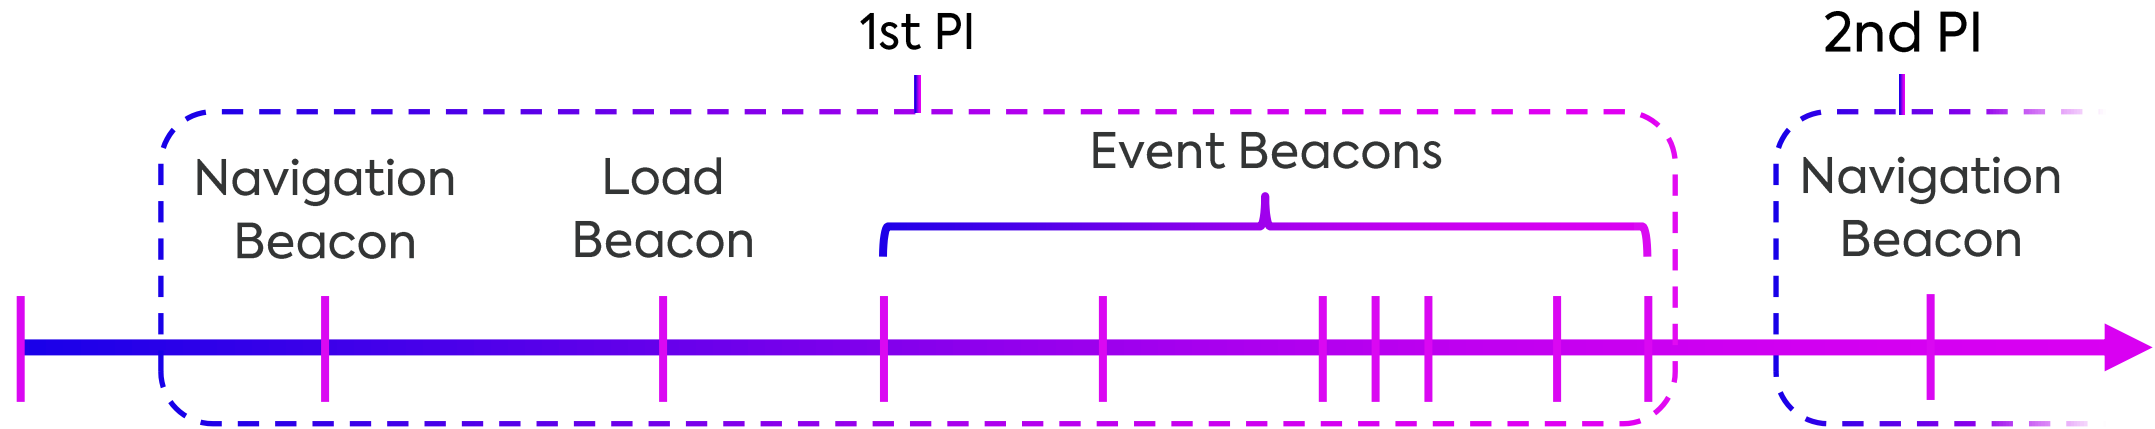 1st PI
2nd PI
Event Beacons
Navigation
Beacon
Load
Beacon
Navigation
Beacon